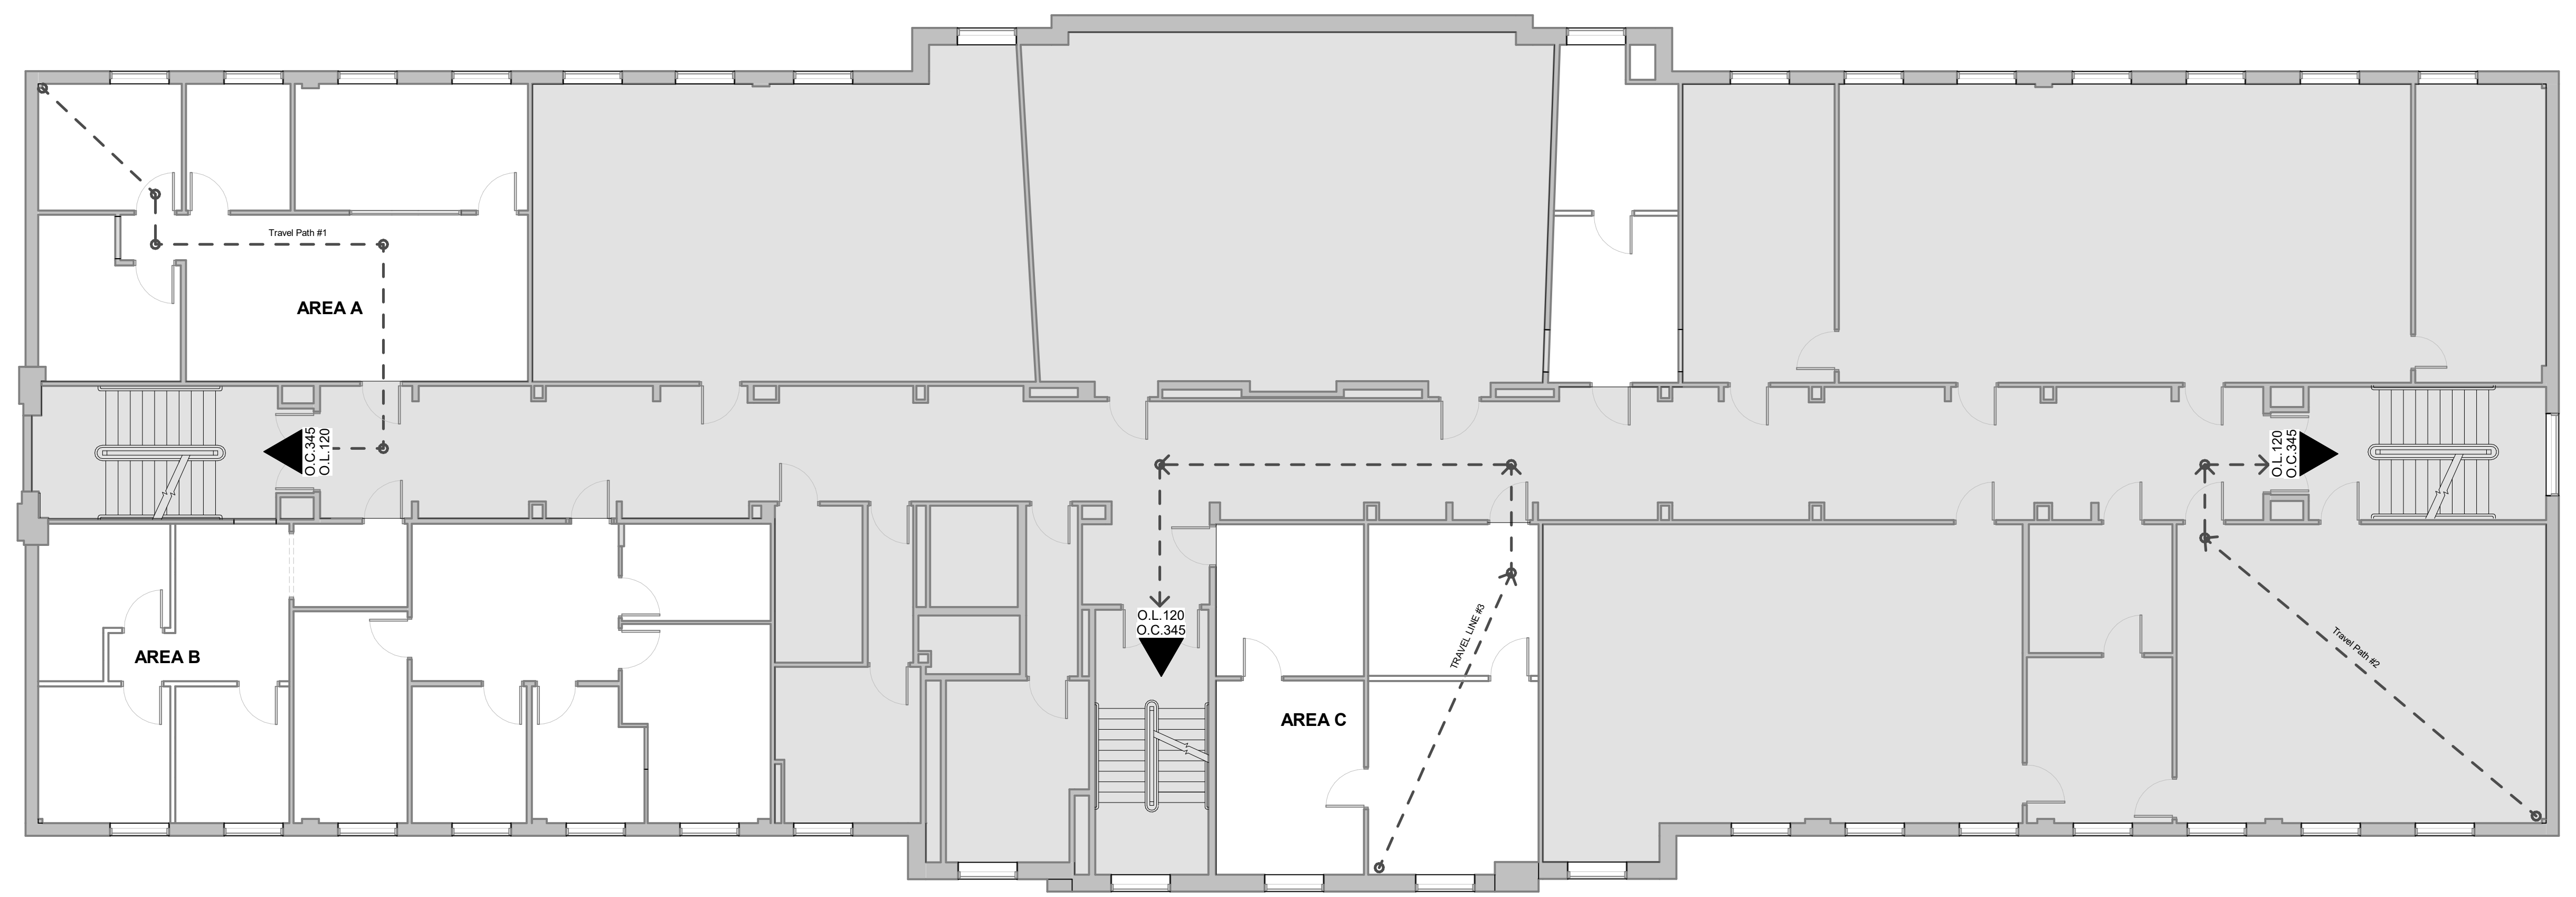 Travel Path #1
AREA A
O.C.345
O.L.120
O.L.120
O.C.345
O.L.120
O.C.345
TRAVEL LINE #3
Travel Path #2
AREA B
AREA C